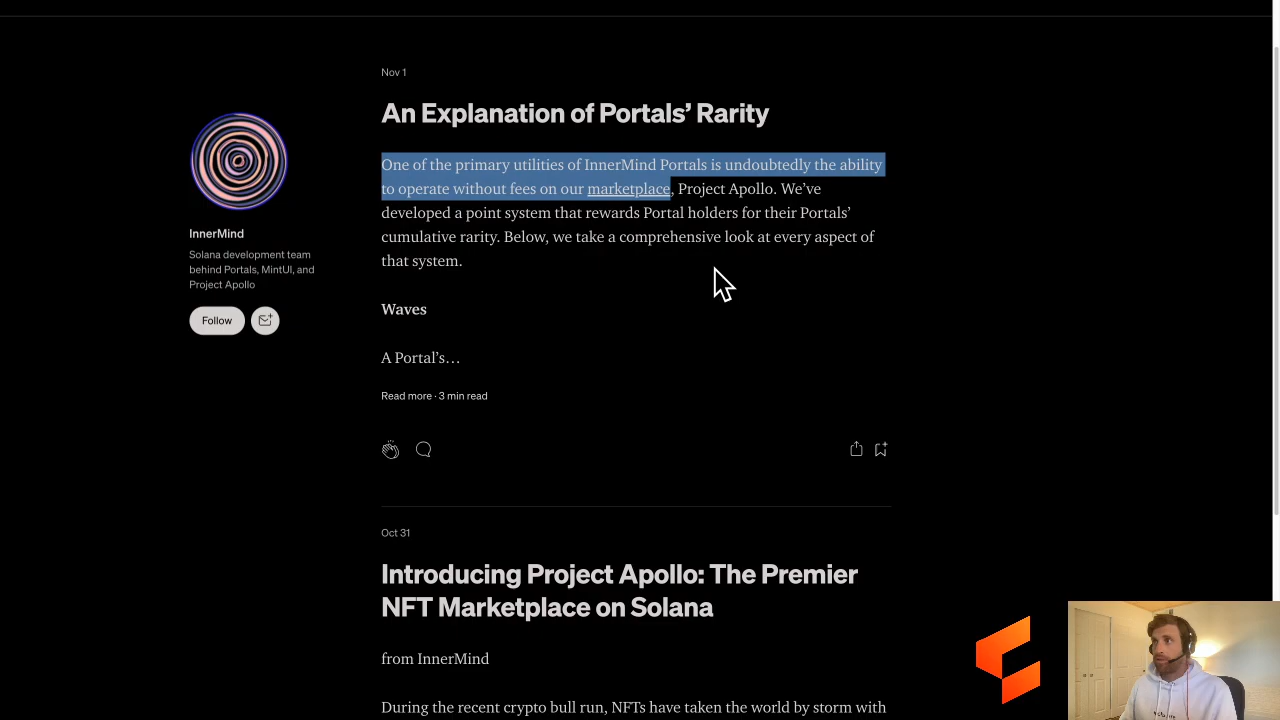 Nov 1
An Explanation of Portals’ Rarity
One of the primary utilities of InnerMind Portals is undoubtedly the ability
to operate without fees on our marketplace, Project Apollo. We’ve
developed a point system that rewards Portal holders for their Portals’
cumulative rarity. Below, we take a comprehensive look at every aspect of
that system.
Waves
A Portal’s…
Read more · 3 min read
InnerMind
Solana development team
behind Portals, MintUI, and
Project Apollo
Follow
Oct 31
Introducing Project Apollo: The Premier
NFT Marketplace on Solana
from InnerMind
During the recent crypto bull run, NFTs have taken the world by storm with